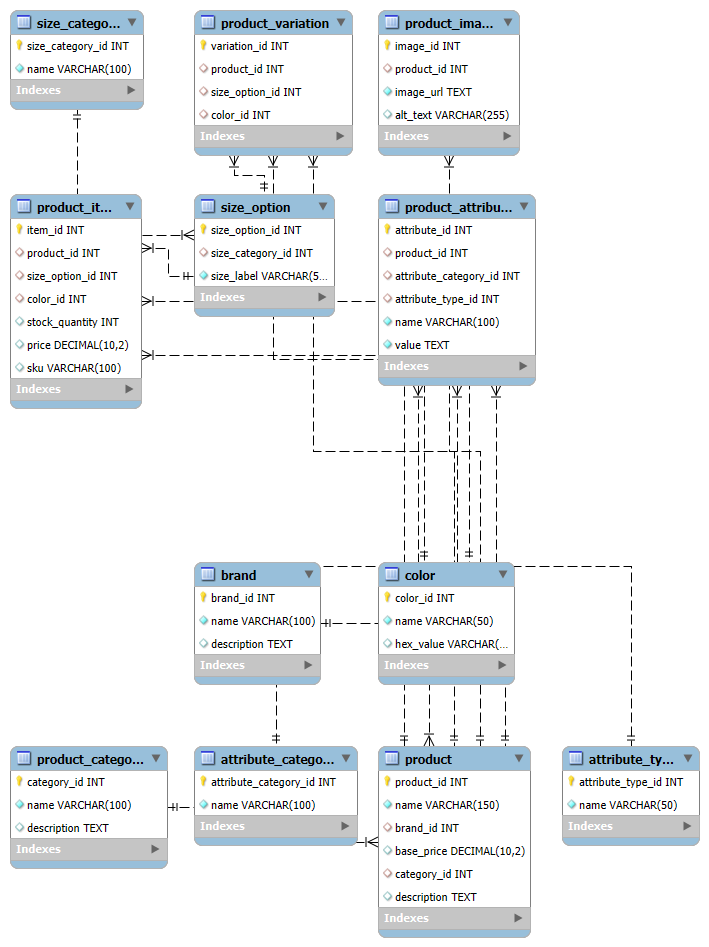 size_catego...
size_category_id INT
name VARCHAR(100)
Indexes
product_variation
variation_id INT
product_id INT
size_option_id INT
color_id INT
Indexes
product_ima...
image_id INT
product_id INT
image_url TEXT
alt_text VARCHAR(255)
Indexes
product_it...
item_id INT
product_id INT
size_option_id INT
color_id INT
stock_quantity INT
price DECIMAL(10,2)
sku VARCHAR(100)
Indexes
size_option
size_option_id INT
size_category_id INT
size_label VARCHAR(5...
Indexes
product_attribu...
attribute_id INT
product_id INT
attribute_category_id INT
attribute_type_id INT
name VARCHAR(100)
value TEXT
Indexes
brand
brand_id INT
name VARCHAR(100)
description TEXT
Indexes
color
color_id INT
name VARCHAR(50)
hex_value VARCHAR(...
Indexes
product_catego...
category_id INT
name VARCHAR(100)
description TEXT
Indexes
attribute_catego...
attribute_category_id INT
name VARCHAR(100)
Indexes
product
product_id INT
name VARCHAR(150)
brand_id INT
base_price DECIMAL(10,2)
category_id INT
description TEXT
Indexes
attribute_ty...
attribute_type_id INT
name VARCHAR(50)
Indexes